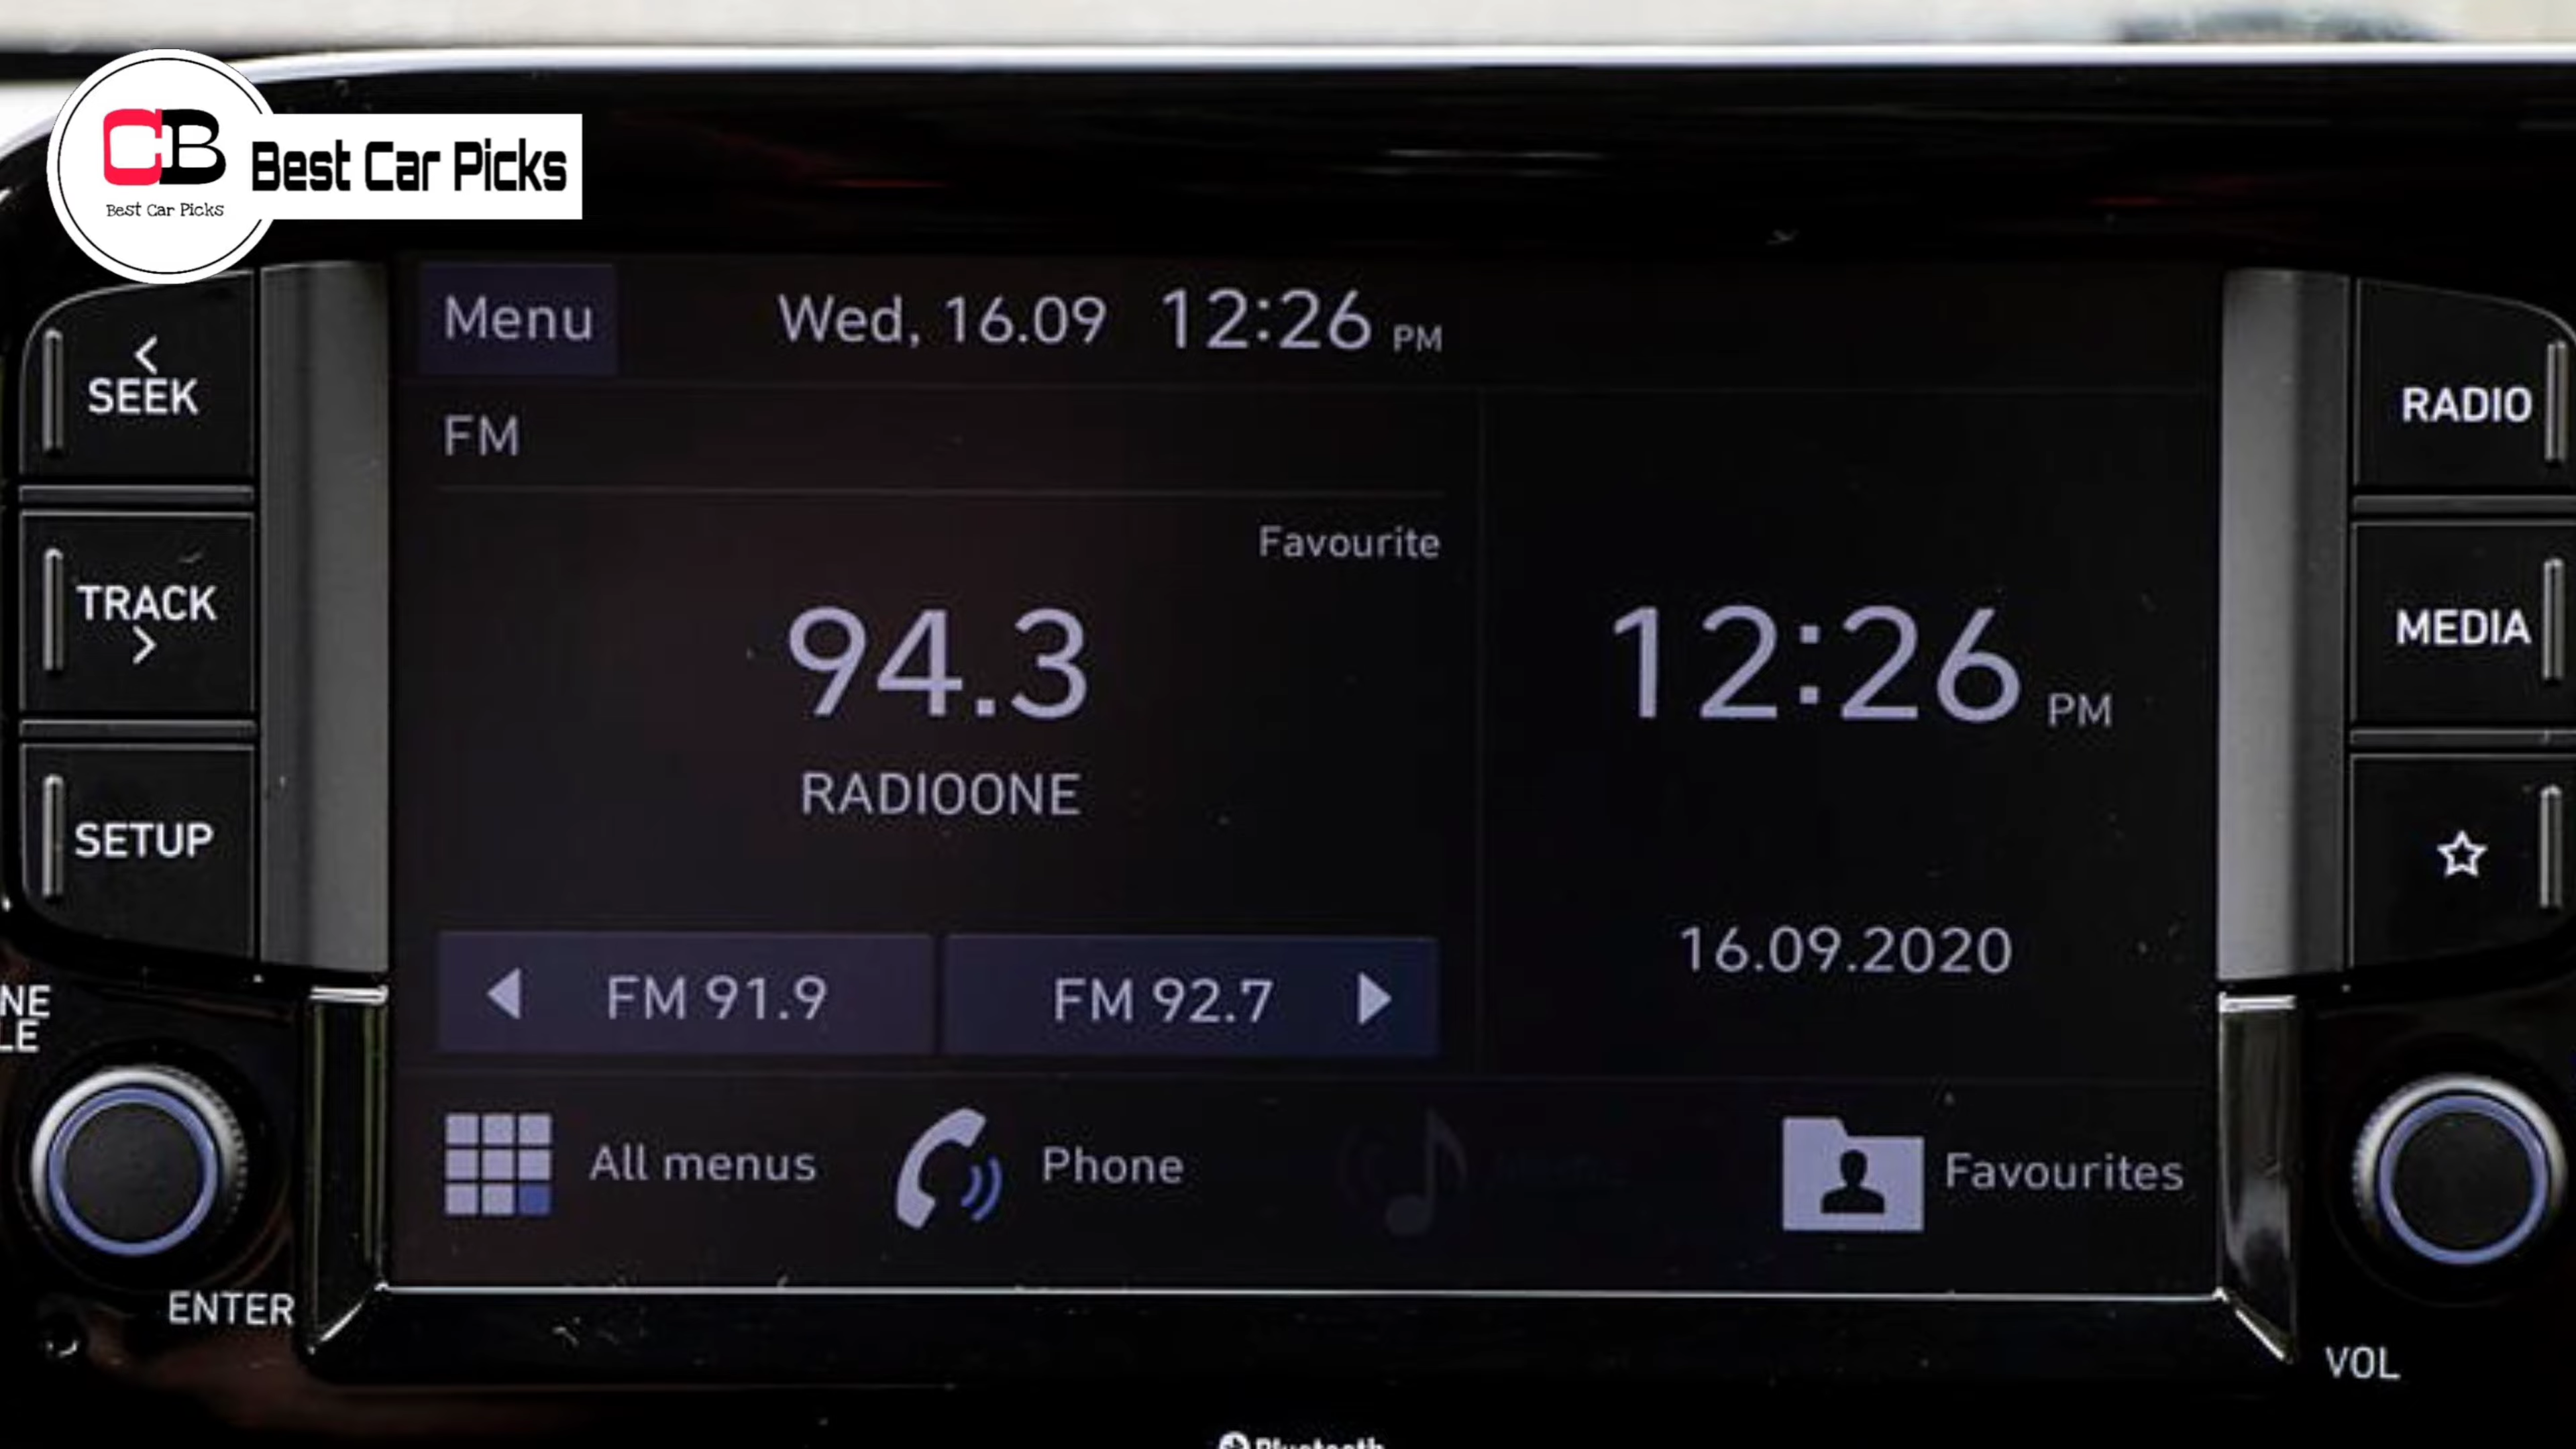 CB
Best Car Picks
Best Car Picks
Menu
Wed, 16.09 12:26 PM
< SEEK
RADIO
FM
Favourite
TRACK >
94.3
12:26 PM
MEDIA
RADIOONE
SETUP
16.09.2020
FM 91.9
FM 92.7
NE
LE
All menus
Phone
Favourites
ENTER
VOL
Bluetooth